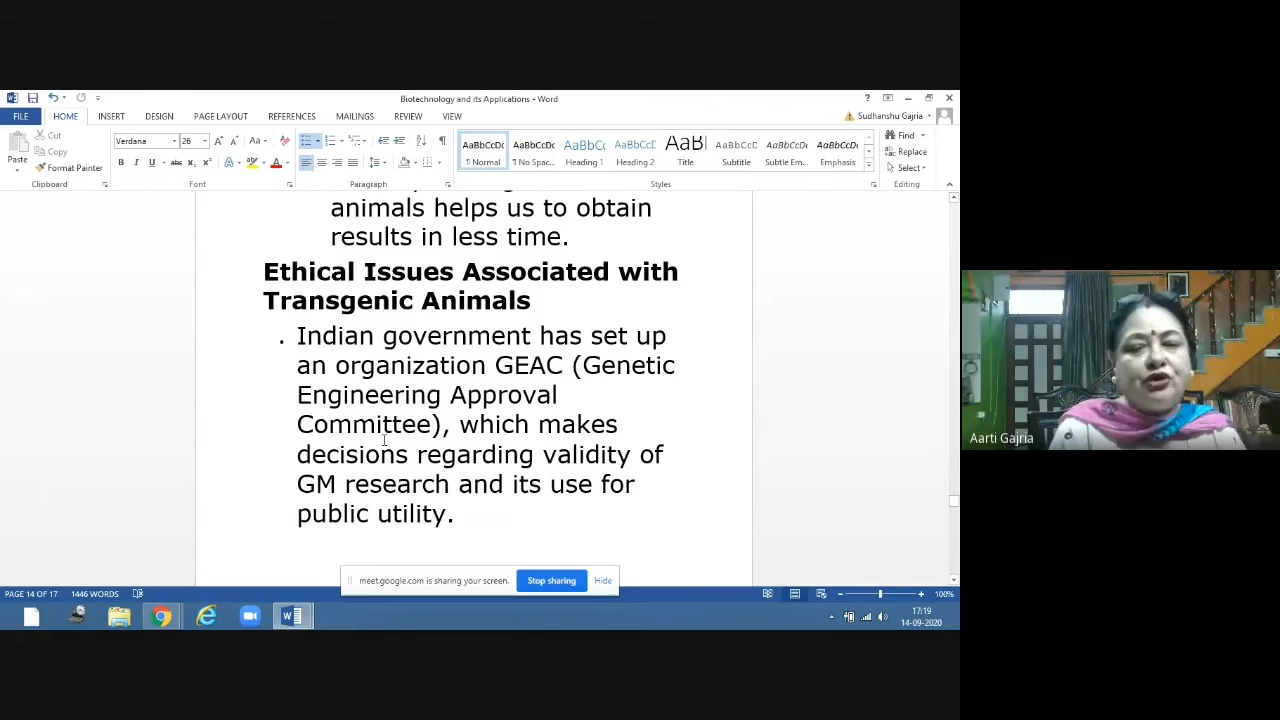 Biotechnology and its Applications - Word
FILE HOME INSERT DESIGN PAGE LAYOUT REFERENCES MAILINGS REVIEW VIEW Sudhanshu Gajria
Paste Cut Copy Format Painter
Verdana 26
AaBbCcDc AaBbCcDc AaBbC AaBbCcC AaB AaBbCcD AaBbCcDc AaBbCcDc
¶ Normal ¶ No Spac... Heading 1 Heading 2 Title Subtitle Subtle Em... Emphasis
Find Replace Select
Clipboard Font Paragraph Styles Editing
animals helps us to obtain
results in less time.
Ethical Issues Associated with
Transgenic Animals
• Indian government has set up
an organization GEAC (Genetic
Engineering Approval
Committee), which makes
decisions regarding validity of
GM research and its use for
public utility.
Aarti Gajria
meet.google.com is sharing your screen. Stop sharing Hide
PAGE 14 OF 17 1446 WORDS 100%
17:19
14-09-2020